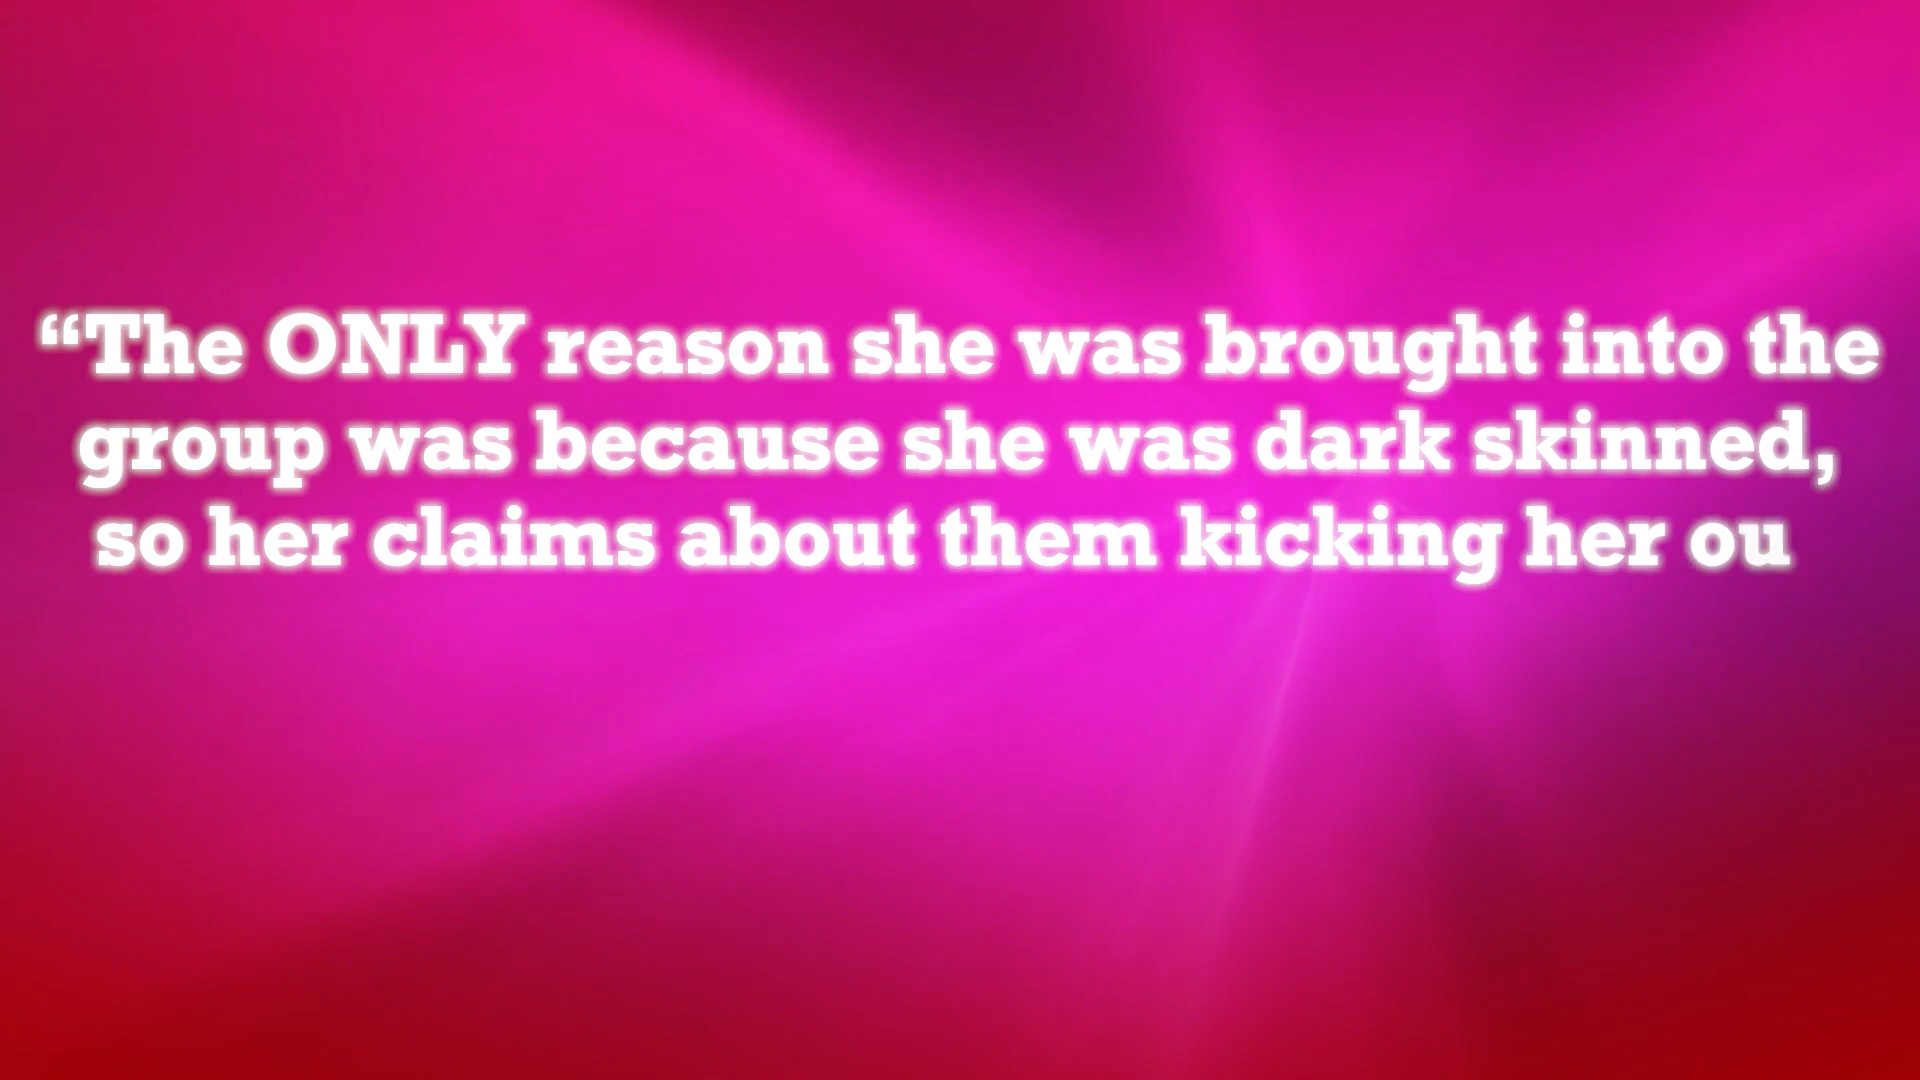 “The ONLY reason she was brought into the
group was because she was dark skinned,
so her claims about them kicking her ou